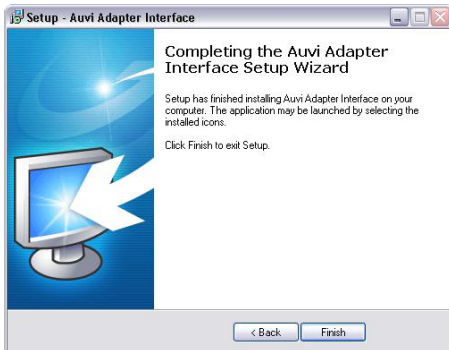 Setup - Auvi Adapter Interface
Completing the Auvi Adapter
Interface Setup Wizard
Setup has finished installing Auvi Adapter Interface on your
computer. The application may be launched by selecting the
installed icons.
Click Finish to exit Setup.
< Back
Finish